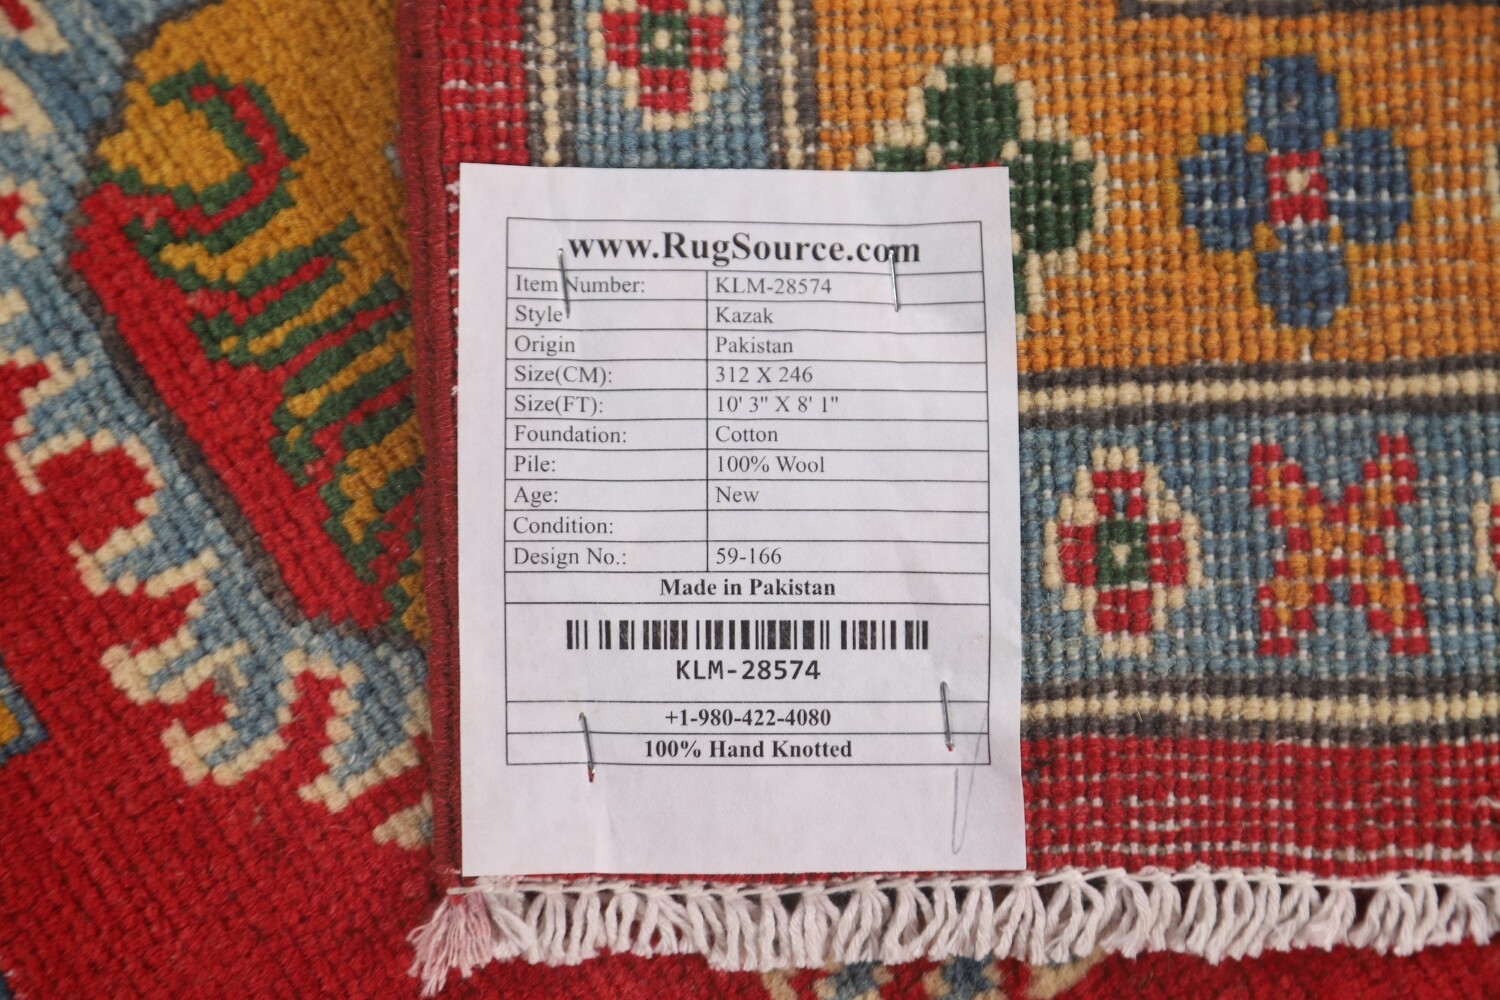 www.RugSource.com
Item Number: KLM-28574
Style Kazak
Origin Pakistan
Size(CM): 312 X 246
Size(FT): 10' 3" X 8' 1"
Foundation: Cotton
Pile: 100% Wool
Age: New
Condition:
Design No.: 59-166
Made in Pakistan
KLM-28574
+1-980-422-4080
100% Hand Knotted